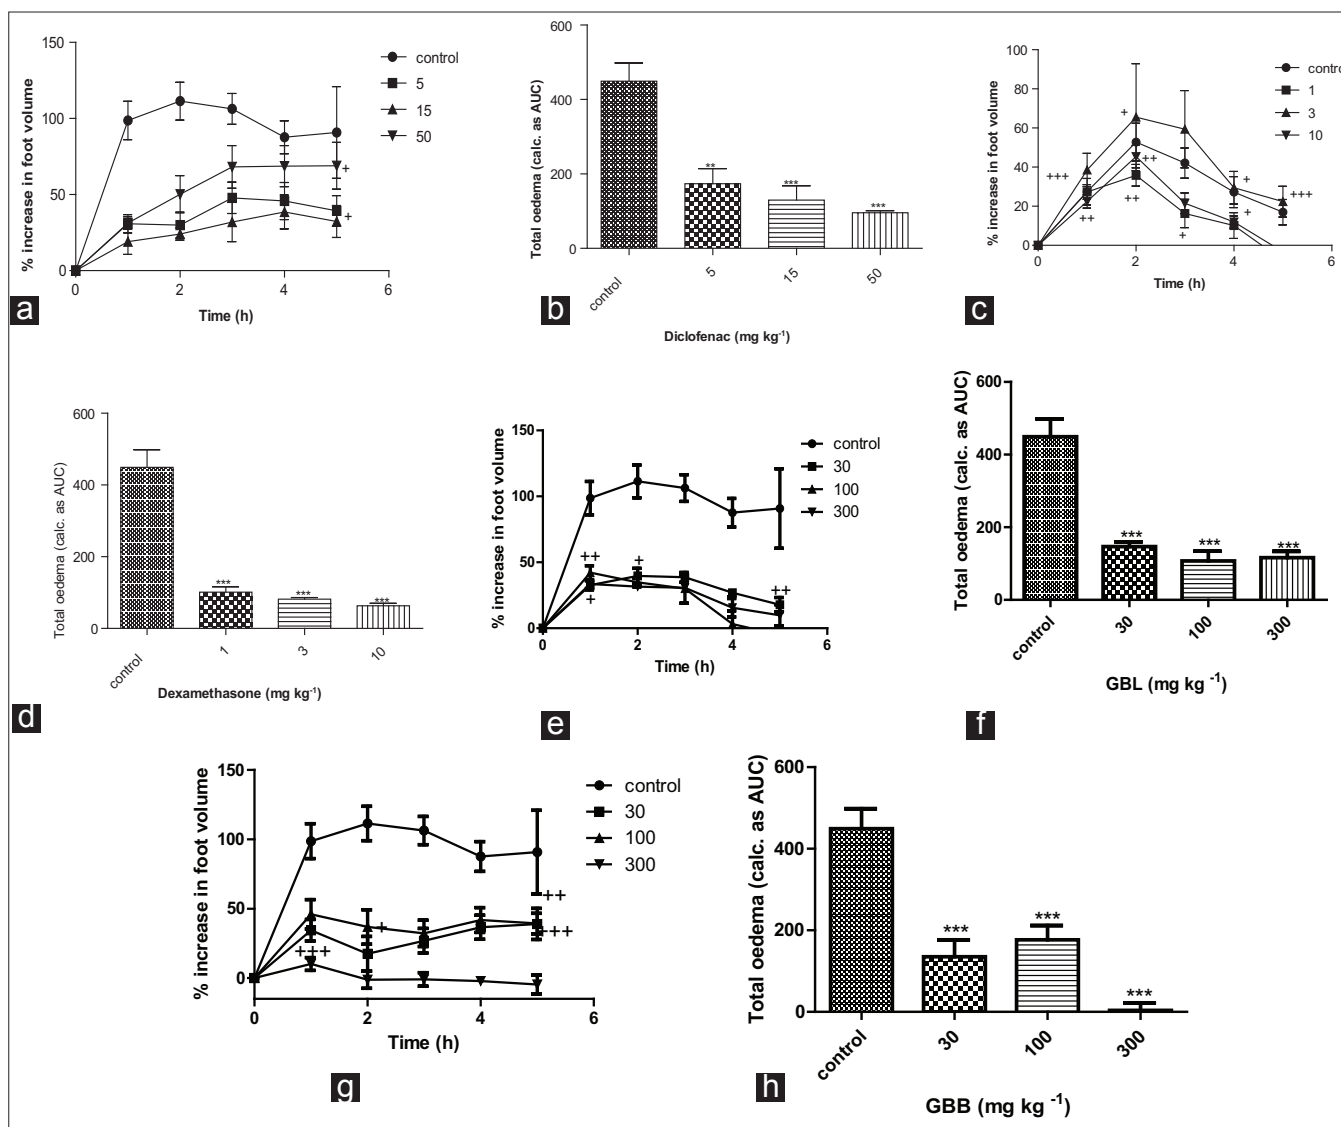 % increase in foot volume
150
100
50
0
0 2 4 6
Time (h)
control
5
15
50
+
+
a
Total oedema (calc. as AUC)
600
400
200
0
**
***
***
control 5 15 50
Diclofenac (mg kg-1)
b
% increase in foot volume
100
80
60
40
20
0
0 2 4 6
Time (h)
contro
1
3
10
+
+++
++
++
++
+
+
+
+++
c
Total oedema (calc. as AUC)
600
400
200
0
***
***
***
control 1 3 10
Dexamethasone (mg kg-1)
d
% increase in foot volume
150
100
50
0
0 2 4 6
Time (h)
control
30
100
300
++
+
+
++
e
Total oedema (calc. as AUC)
600
400
200
0
***
***
***
control 30 100 300
GBL (mg kg -1)
f
% increase in foot volume
150
100
50
0
0 2 4 6
Time (h)
control
30
100
300
+++
+
++
+++
g
Total oedema (calc. as AUC)
600
400
200
0
***
***
***
control 30 100 300
GBB (mg kg -1)
h